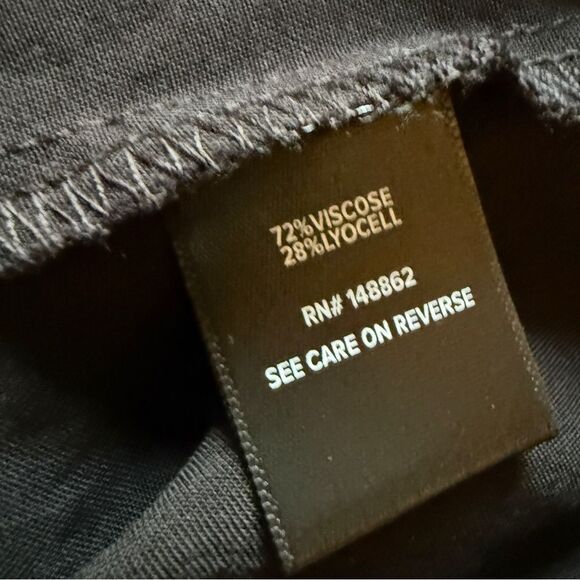 72%VISCOSE
28%LYOCELL
RN# 148862
SEE CARE ON REVERSE